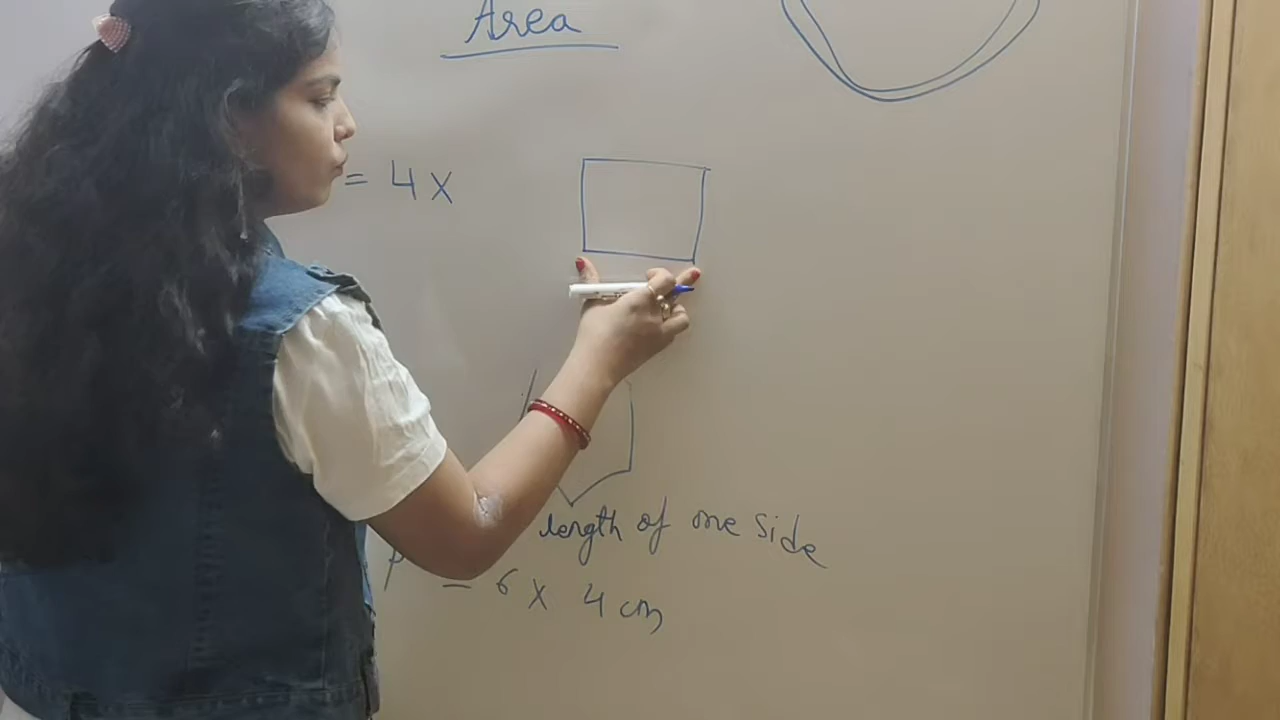 Area
= 4 x
length of one side
P = 6 x 4 cm